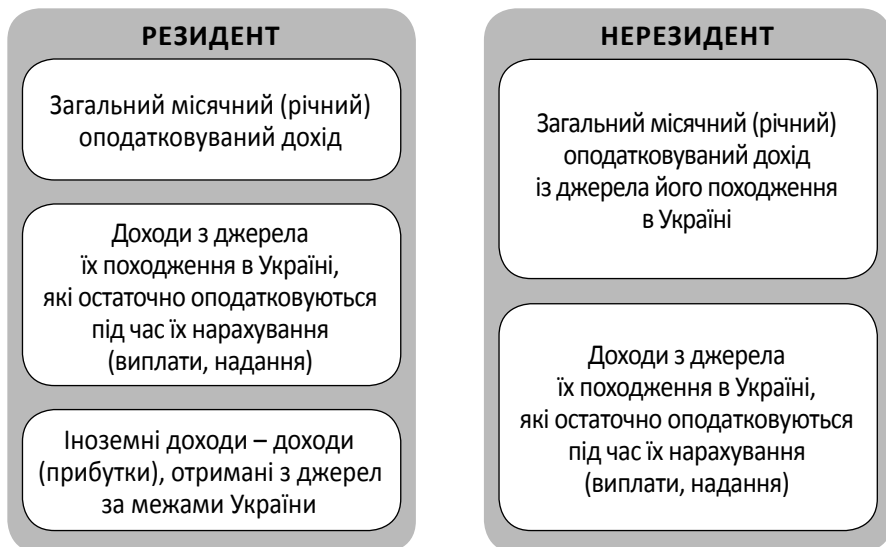 РЕЗИДЕНТ
Загальний місячний (річний)
оподатковуваний дохід
Доходи з джерела
їх походження в Україні,
які остаточно оподатковуються
під час їх нарахування
(виплати, надання)
Іноземні доходи – доходи
(прибутки), отримані з джерел
за межами України
НЕРЕЗИДЕНТ
Загальний місячний (річний)
оподатковуваний дохід
із джерела його походження
в Україні
Доходи з джерела
їх походження в Україні,
які остаточно оподатковуються
під час їх нарахування
(виплати, надання)